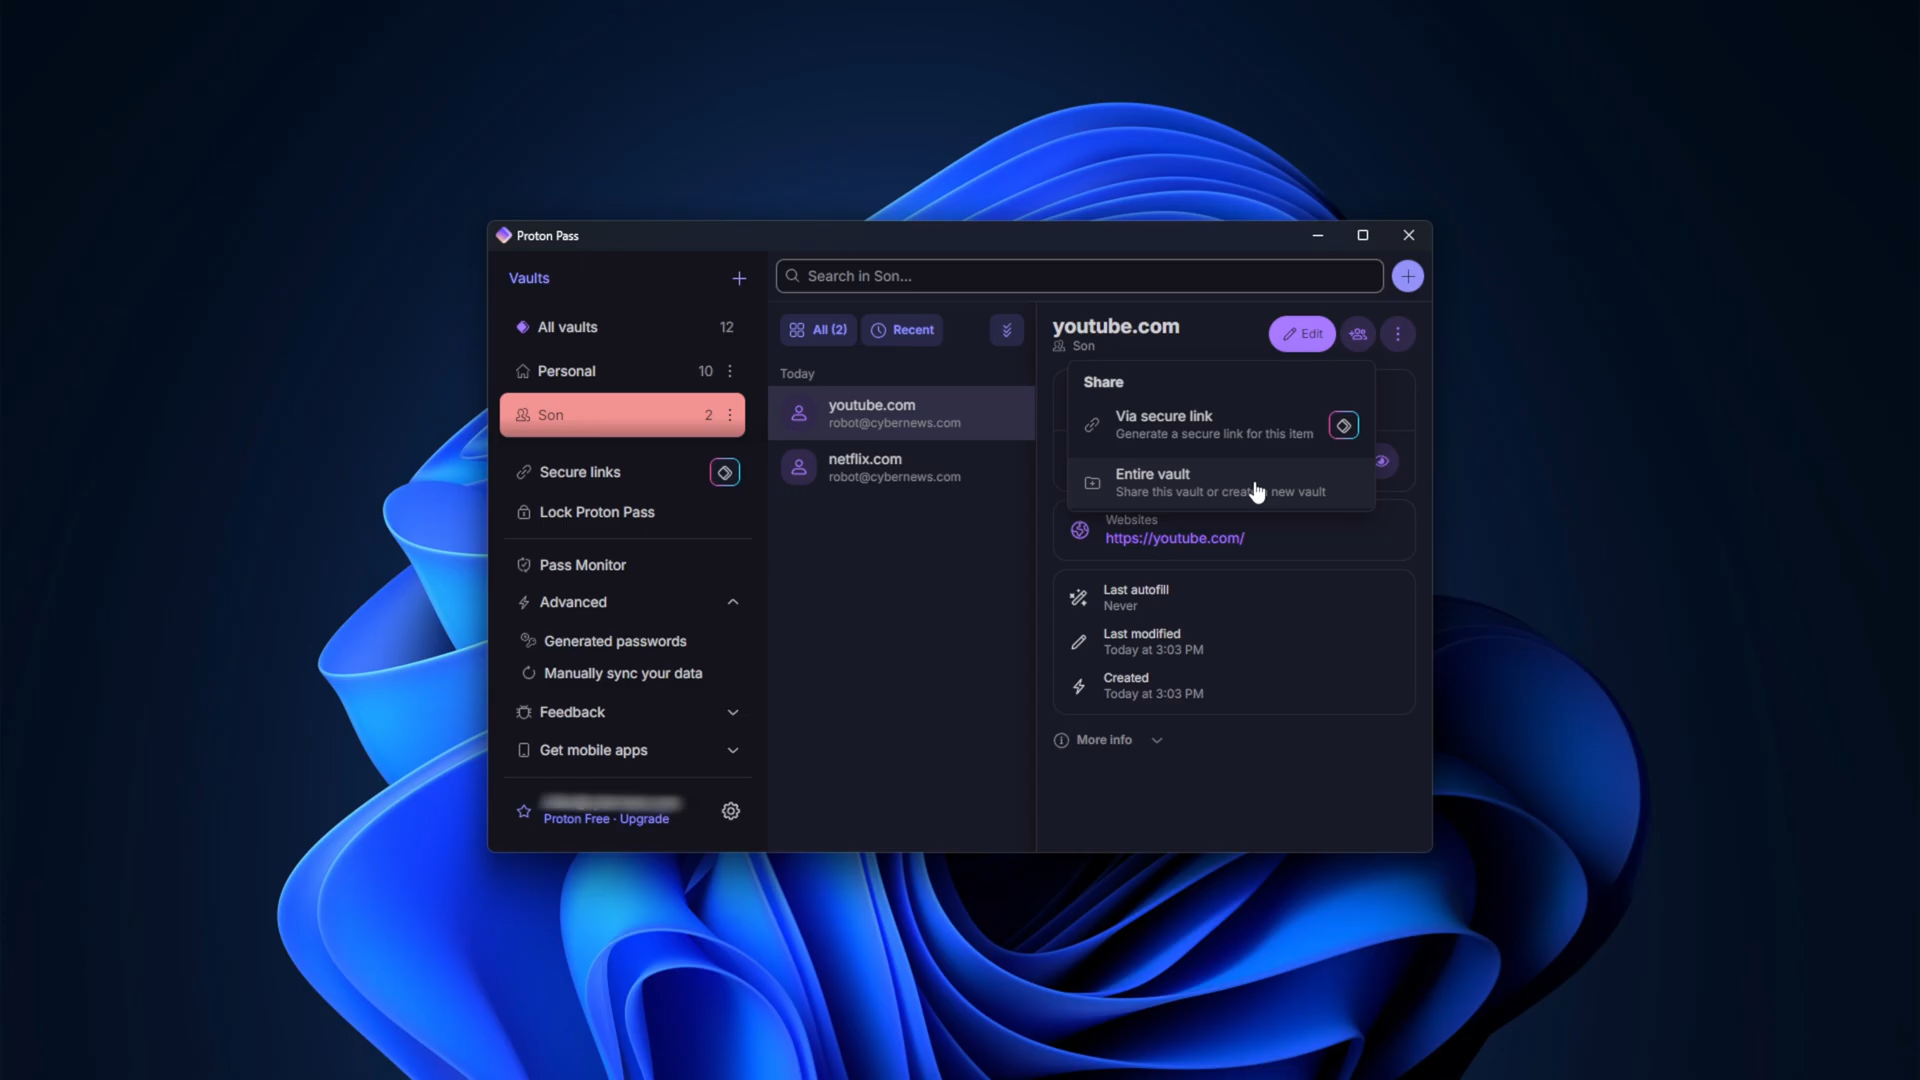 Proton Pass
Vaults
All vaults 12
Personal 10
Son 2
Secure links
Lock Proton Pass
Pass Monitor
Advanced
Generated passwords
Manually sync your data
Feedback
Get mobile apps
Proton Free · Upgrade
Search in Son...
All (2)
Recent
Today
youtube.com
robot@cybernews.com
netflix.com
robot@cybernews.com
youtube.com
Son
Edit
Share
Via secure link
Generate a secure link for this item
Entire vault
Share this vault or new vault
Websites
https://youtube.com/
Last autofill
Never
Last modified
Today at 3:03 PM
Created
Today at 3:03 PM
More info